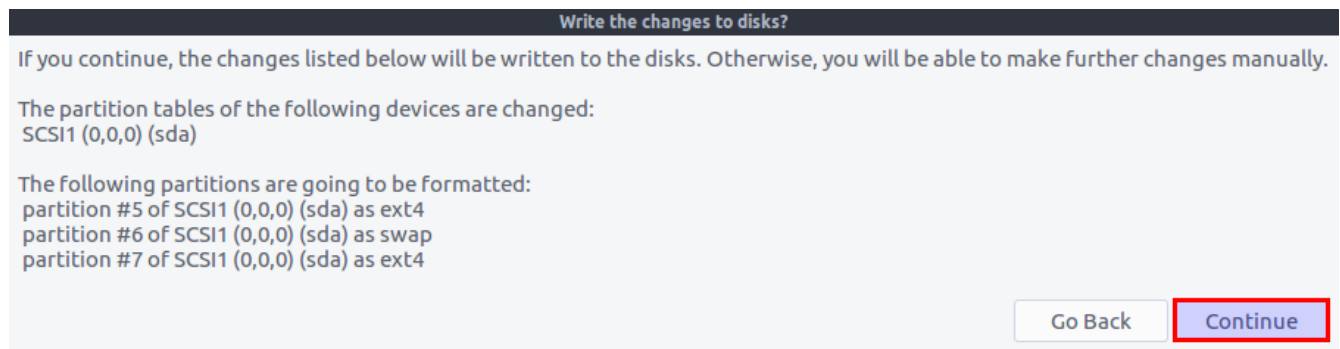 Write the changes to disks?
If you continue, the changes listed below will be written to the disks. Otherwise, you will be able to make further changes manually.
The partition tables of the following devices are changed:
SCSI1 (0,0,0) (sda)
The following partitions are going to be formatted:
partition #5 of SCSI1 (0,0,0) (sda) as ext4
partition #6 of SCSI1 (0,0,0) (sda) as swap
partition #7 of SCSI1 (0,0,0) (sda) as ext4
Go Back Continue